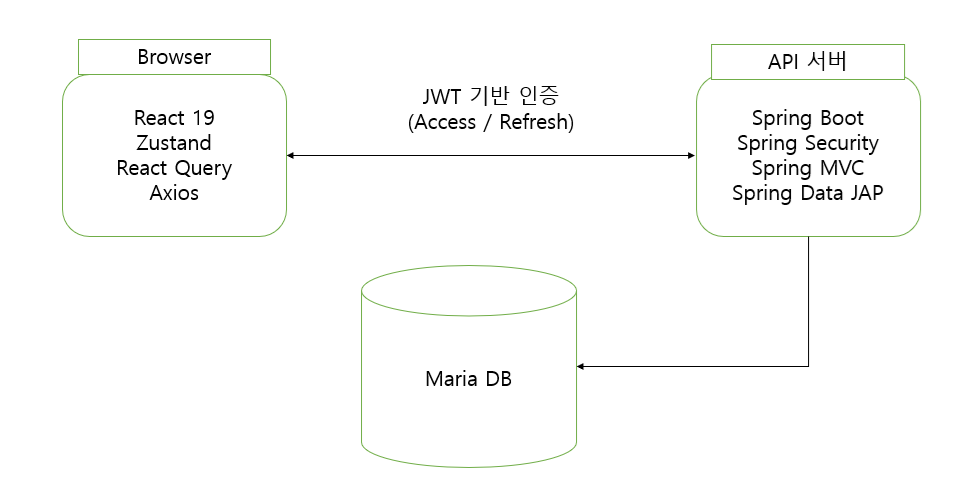 Browser
React 19
Zustand
React Query
Axios
JWT 기반 인증
(Access / Refresh)
API 서버
Spring Boot
Spring Security
Spring MVC
Spring Data JAP
Maria DB